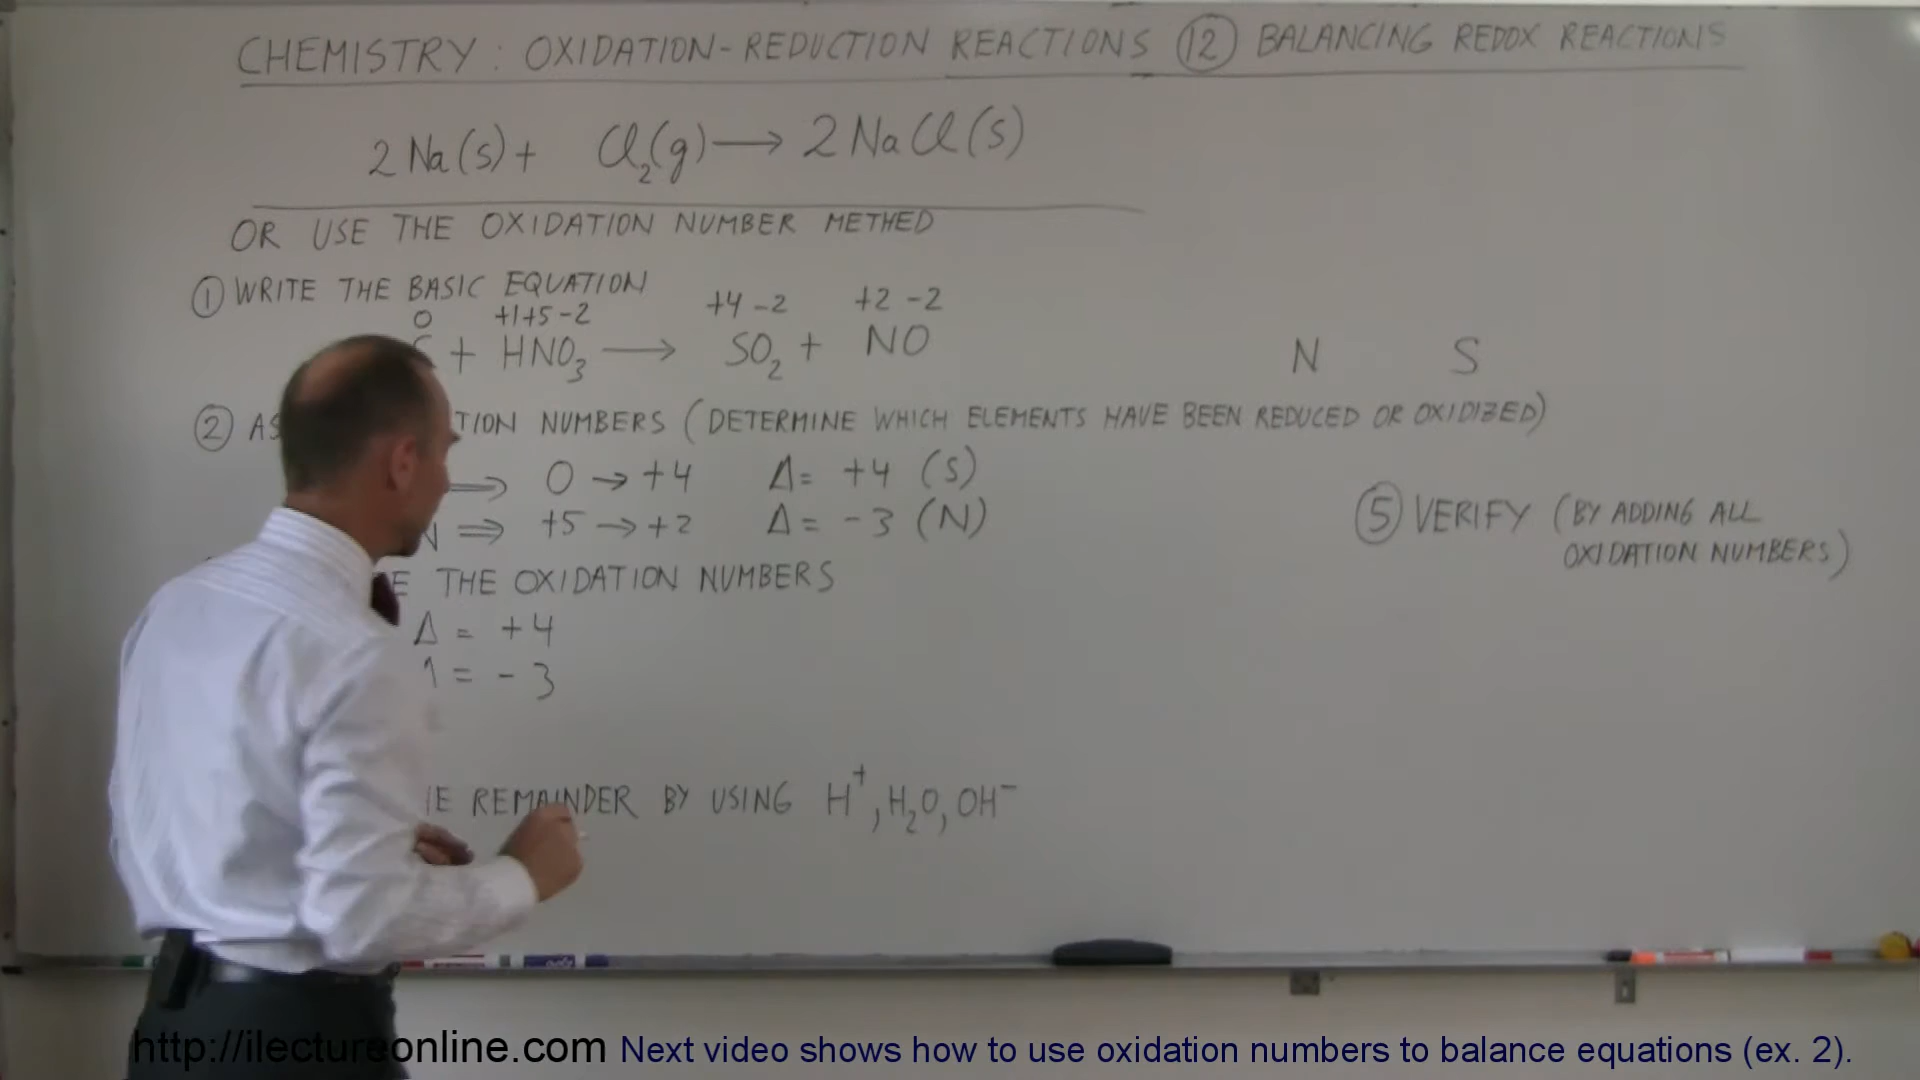 CHEMISTRY: OXIDATION-REDUCTION REACTIONS ⑫ BALANCING REDOX REACTIONS
2Na(s) + Cl₂(g) → 2NaCl(s)
OR USE THE OXIDATION NUMBER METHED
① WRITE THE BASIC EQUATION
0 +1+5-2 +4-2 +2-2
+ HNO₃ → SO₂ + NO
N S
② AS TION NUMBERS (DETERMINE WHICH ELEMENTS HAVE BEEN REDUCED OR OXIDIZED)
⇒ 0 → +4 Δ= +4 (S)
N ⇒ +5 → +2 Δ= -3 (N)
⑤ VERIFY (BY ADDING ALL
OXIDATION NUMBERS)
E THE OXIDATION NUMBERS
Δ = +4
= -3
HE REMAINDER BY USING H⁺, H₂O, OH⁻
http://ilectureonline.com Next video shows how to use oxidation numbers to balance equations (ex. 2).